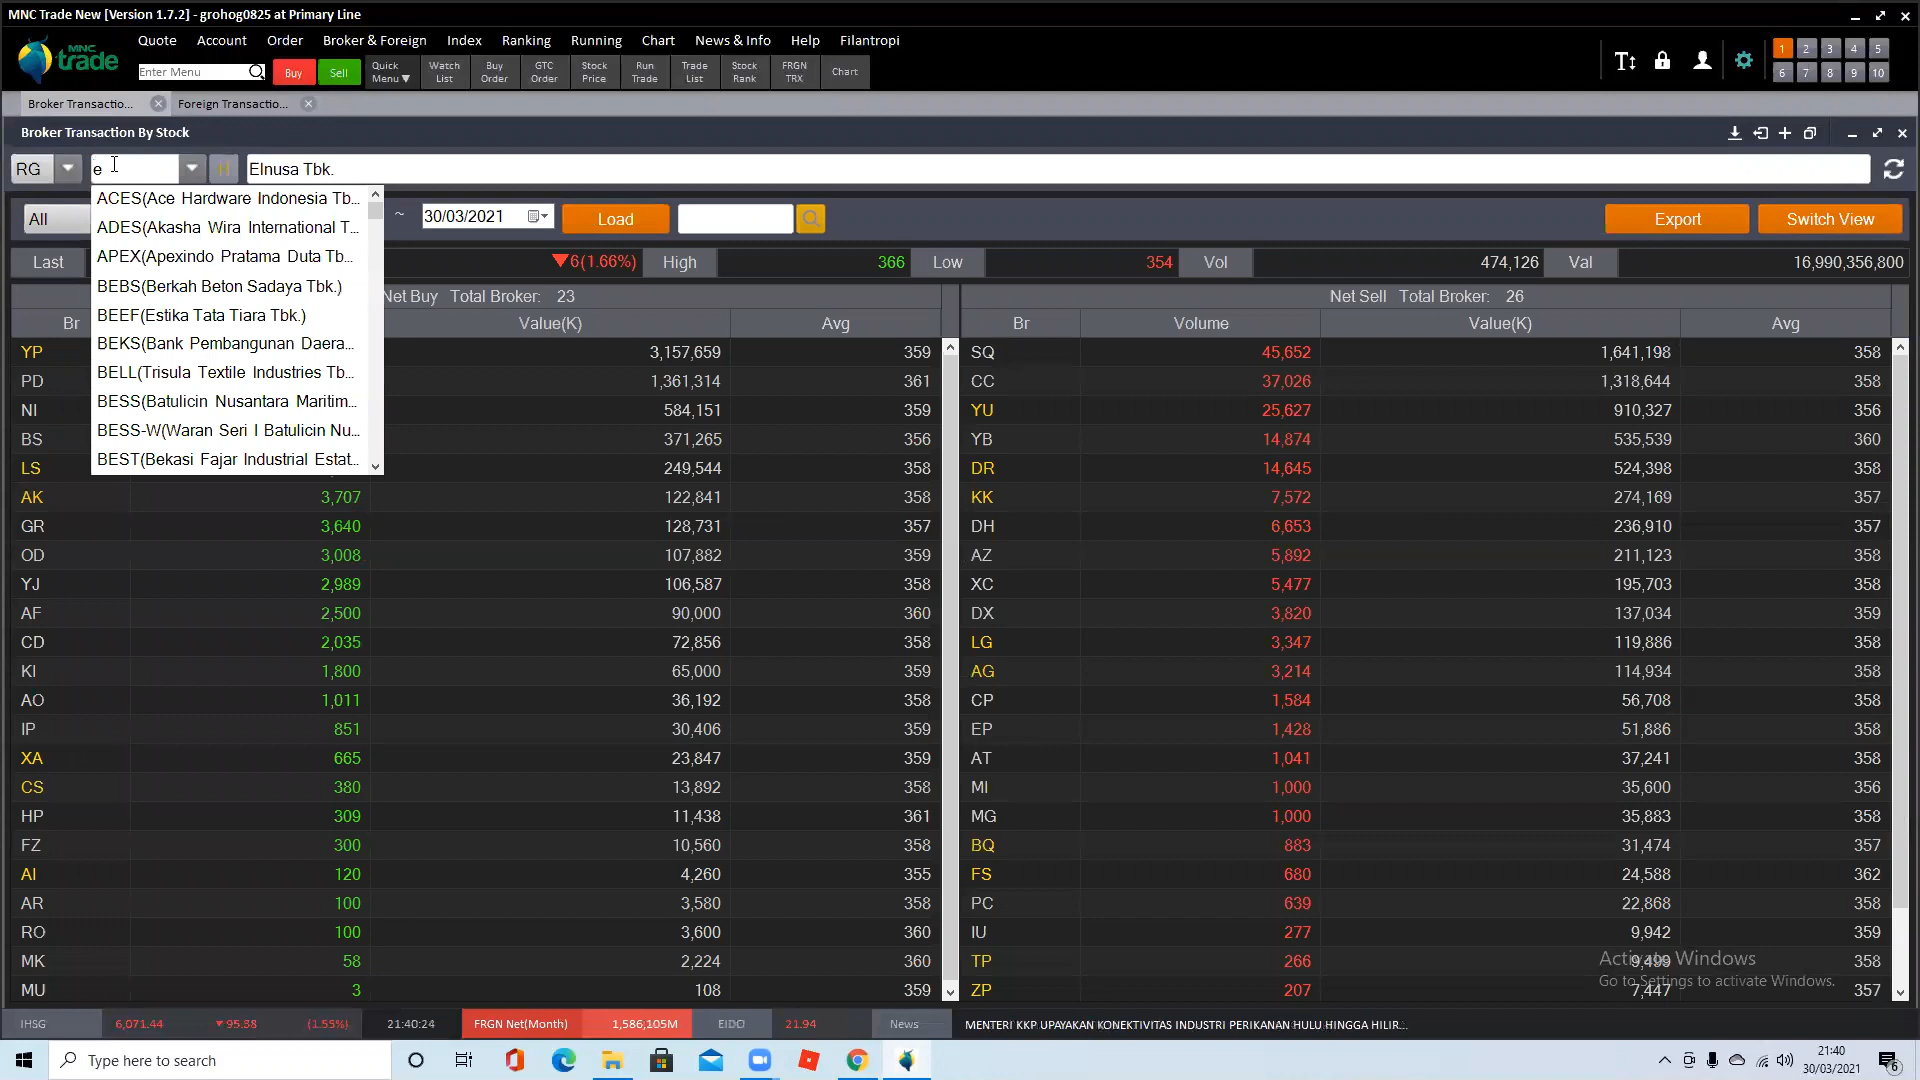 MNC Trade New [Version 1.7.2] - grohog0825 at Primary Line
MNC trade
Quote Account Order Broker & Foreign Index Ranking Running Chart News & Info Help Filantropi
Enter Menu Buy Sell Quick Menu▼ Watch List Buy Order GTC Order Stock Price Run Trade Trade List Stock Rank FRGN TRX Chart
1 2 3 4 5
6 7 8 9 10
Broker Transactio... Foreign Transactio...
Broker Transaction By Stock
RG e Elnusa Tbk.
ACES(Ace Hardware Indonesia Tb...
ADES(Akasha Wira International T...
APEX(Apexindo Pratama Duta Tb...
BEBS(Berkah Beton Sadaya Tbk.)
BEEF(Estika Tata Tiara Tbk.)
BEKS(Bank Pembangunan Daera...
BELL(Trisula Textile Industries Tb...
BESS(Batulicin Nusantara Maritim...
BESS-W(Waran Seri I Batulicin Nu...
BEST(Bekasi Fajar Industrial Estat...
All ~ 30/03/2021 Load Export Switch View
Last ▼6(1.66%) High 366 Low 354 Vol 474,126 Val 16,990,356,800
Net Buy Total Broker: 23 Net Sell Total Broker: 26
Br Value(K) Avg Br Volume Value(K) Avg
YP 3,157,659 359 SQ 45,652 1,641,198 358
PD 1,361,314 361 CC 37,026 1,318,644 358
NI 584,151 359 YU 25,627 910,327 356
BS 371,265 356 YB 14,874 535,539 360
LS 249,544 358 DR 14,645 524,398 358
AK 3,707 122,841 358 KK 7,572 274,169 357
GR 3,640 128,731 357 DH 6,653 236,910 357
OD 3,008 107,882 359 AZ 5,892 211,123 358
YJ 2,989 106,587 358 XC 5,477 195,703 358
AF 2,500 90,000 360 DX 3,820 137,034 359
CD 2,035 72,856 358 LG 3,347 119,886 358
KI 1,800 65,000 359 AG 3,214 114,934 358
AO 1,011 36,192 358 CP 1,584 56,708 358
IP 851 30,406 359 EP 1,428 51,886 358
XA 665 23,847 359 AT 1,041 37,241 358
CS 380 13,892 358 MI 1,000 35,600 356
HP 309 11,438 361 MG 1,000 35,883 358
FZ 300 10,560 358 BQ 883 31,474 357
AI 120 4,260 355 FS 680 24,588 362
AR 100 3,580 358 PC 639 22,868 358
RO 100 3,600 360 IU 277 9,942 359
MK 58 2,224 360 TP 266 9,499 358
MU 3 108 359 ZP 207 7,447 357
Activate Windows
Go to Settings to activate Windows.
IHSG 6,071.44 ▼95.38 (1.55%) 21:40:24 FRGN Net(Month) 1,586,105M EIDO 21.94 News MENTERI KKP UPAYAKAN KONEKTIVITAS INDUSTRI PERIKANAN HULU HINGGA HILIR...
Type here to search
21:40
30/03/2021
6